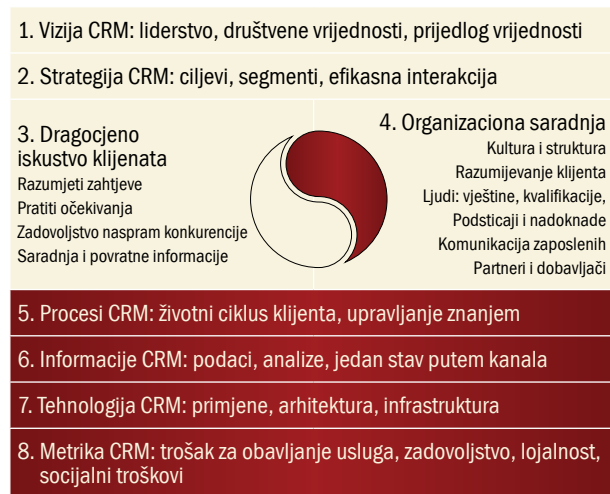 1. Vizija CRM: liderstvo, društvene vrijednosti, prijedlog vrijednosti
2. Strategija CRM: ciljevi, segmenti, efikasna interakcija
3. Dragocjeno
iskustvo klijenata
Razumjeti zahtjeve
Pratiti očekivanja
Zadovoljstvo naspram konkurencije
Saradnja i povratne informacije
4. Organizaciona saradnja
Kultura i struktura
Razumijevanje klijenta
Ljudi: vještine, kvalifikacije,
Podsticaji i nadoknade
Komunikacija zaposlenih
Partneri i dobavljači
5. Procesi CRM: životni ciklus klijenta, upravljanje znanjem
6. Informacije CRM: podaci, analize, jedan stav putem kanala
7. Tehnologija CRM: primjene, arhitektura, infrastruktura
8. Metrika CRM: trošak za obavljanje usluga, zadovoljstvo, lojalnost,
socijalni troškovi